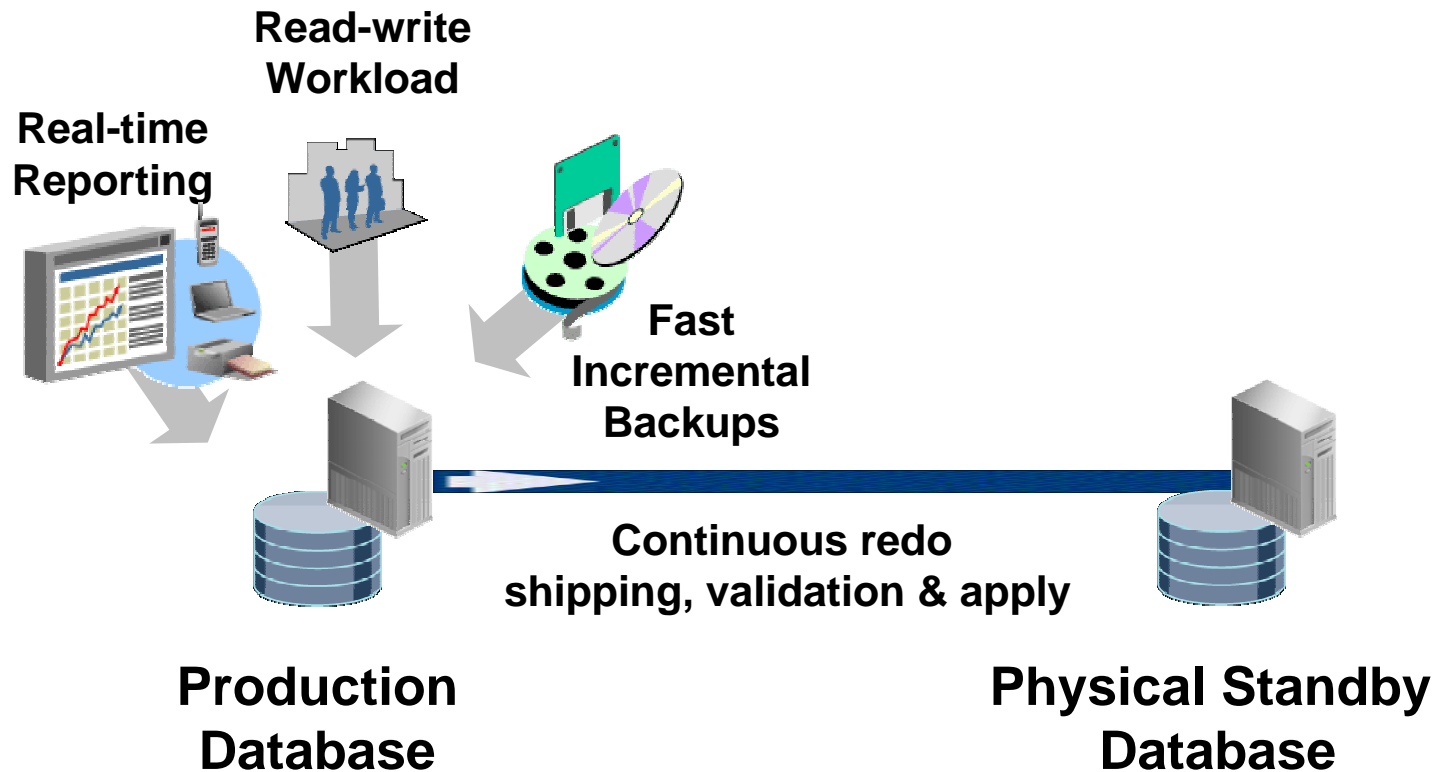 Read-write
Workload
Real-time
Reporting
Fast
Incremental
Backups
Continuous redo
shipping, validation & apply
Production
Database
Physical Standby
Database